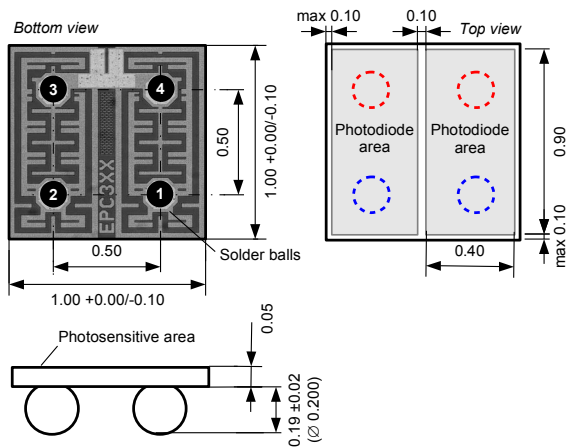 Bottom view
3
4
2
1
EPC3XX
0.50
1.00 +0.00/-0.10
Solder balls
0.50
1.00 +0.00/-0.10
max 0.10
0.10
Top view
Photodiode
area
Photodiode
area
0.90
max 0.10
0.40
Photosensitive area
0.05
0.19 ±0.02
(∅ 0.200)